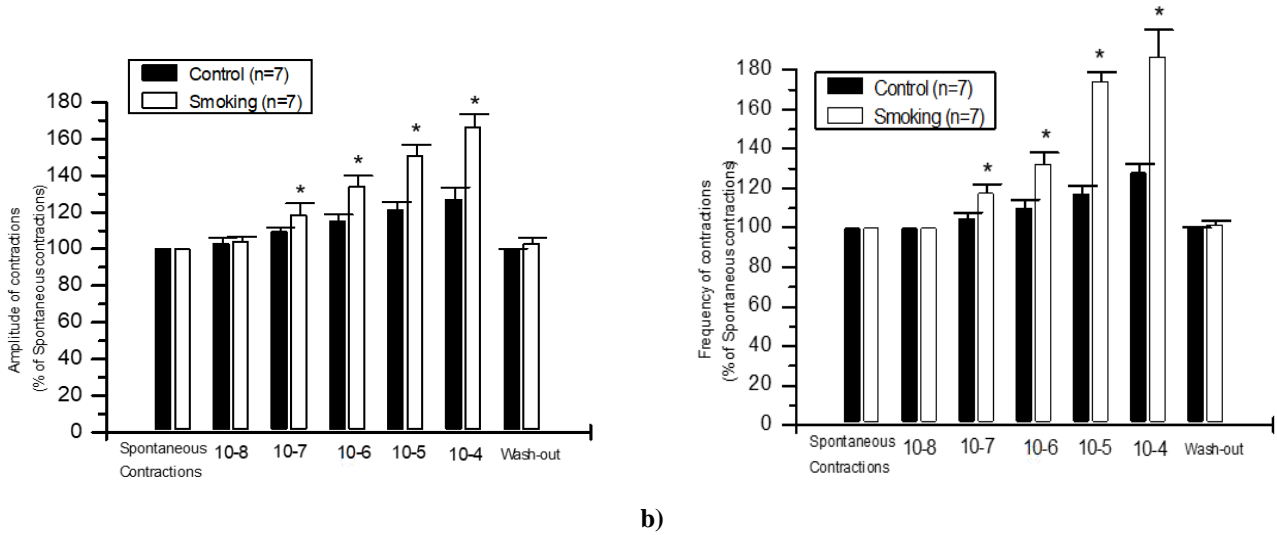 Control (n=7)
Smoking (n=7)
180
160
140
120
100
80
60
40
20
0
Amplitude of contractions
(% of Spontaneous contractions)
* * * *
Spontaneous
Contractions
10-8 10-7 10-6 10-5 10-4 Wash-out
Control (n=7)
Smoking (n=7)
180
160
140
120
100
80
60
40
20
0
Frequency of contractions
(% of Spontaneous contractions)
* * * *
Spontaneous
Contractions
10-8 10-7 10-6 10-5 10-4 Wash-out
b)